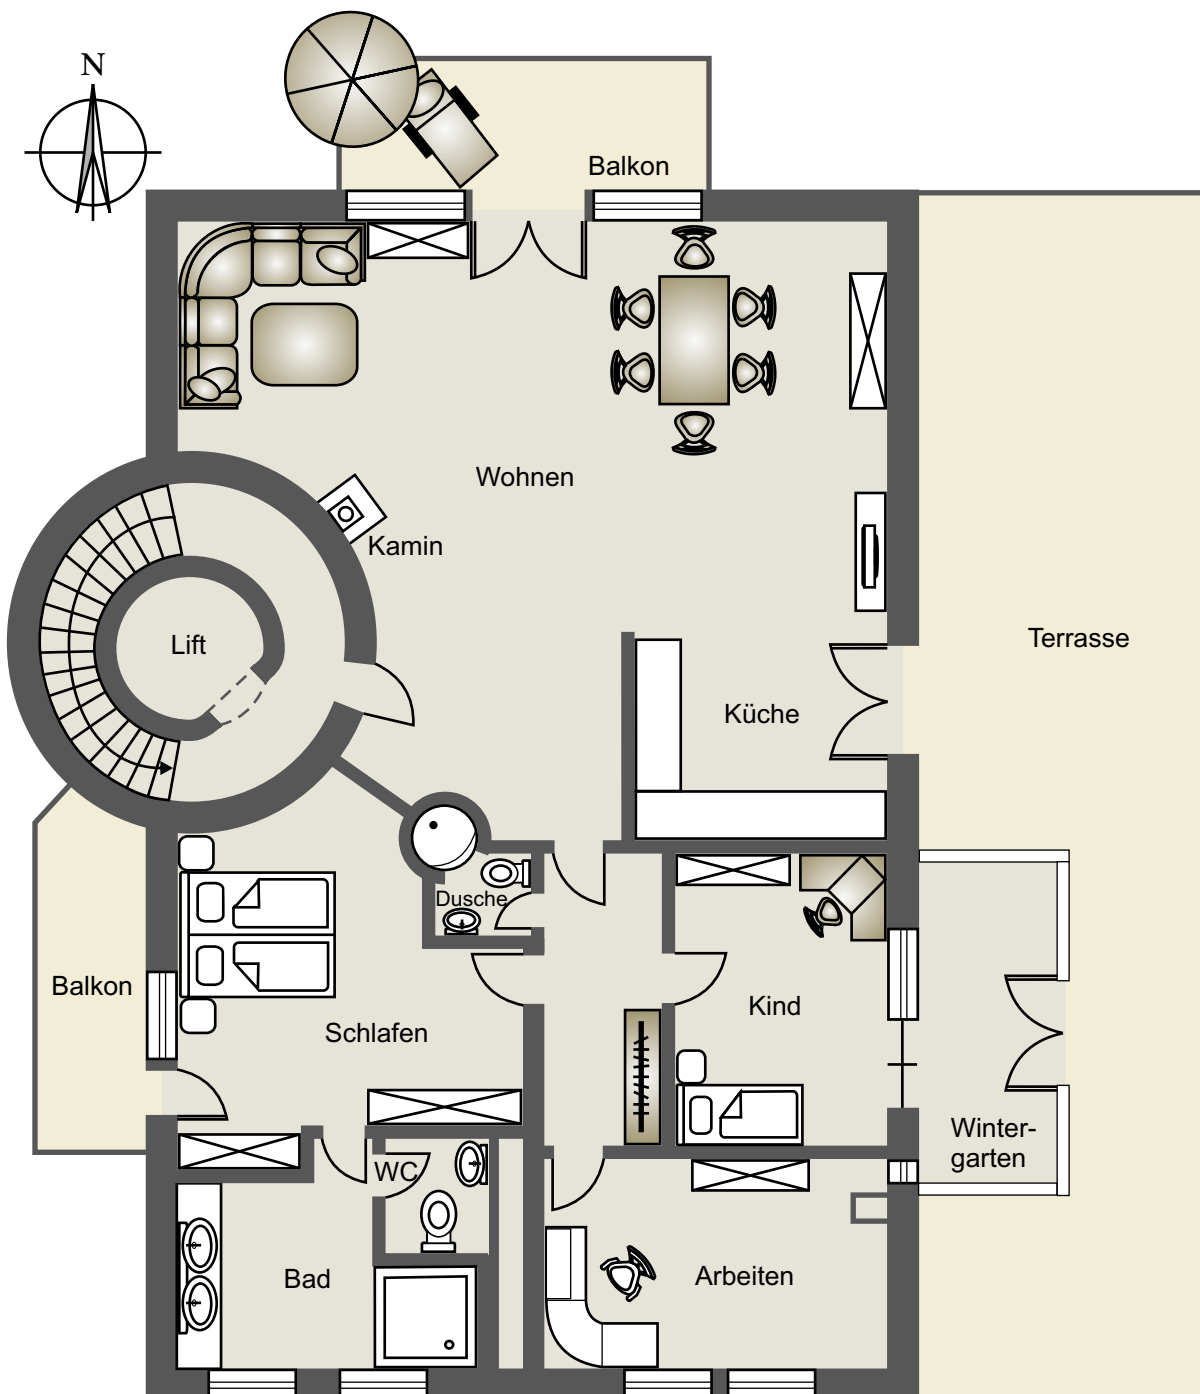 N
Balkon
Wohnen
Kamin
Lift
Terrasse
Küche
Dusche
Balkon
Kind
Schlafen
Winter-
garten
WC
Bad
Arbeiten